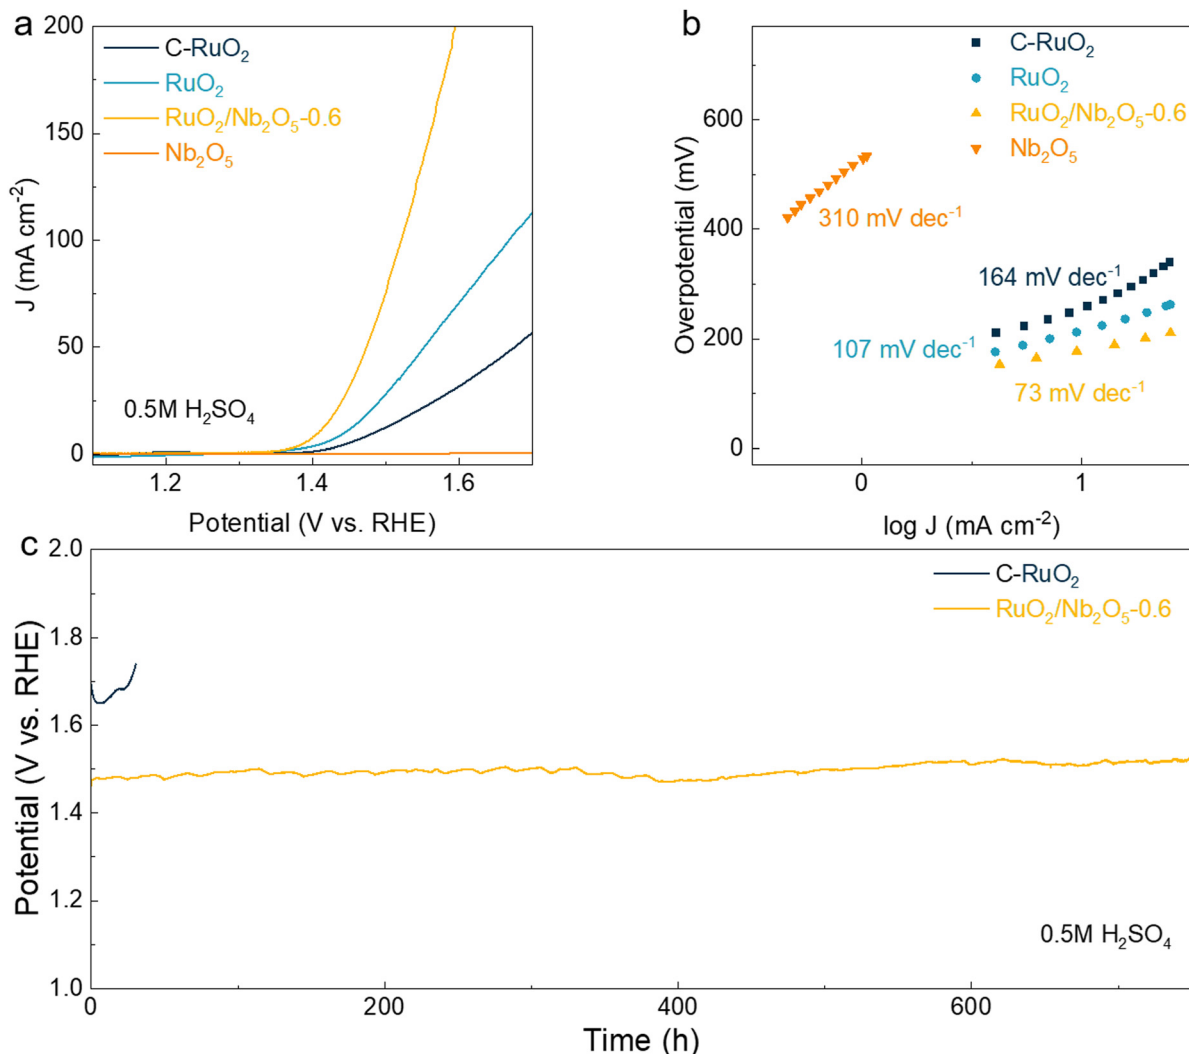 a
200
150
100
50
0
J (mA cm⁻²)
C-RuO₂
RuO₂
RuO₂/Nb₂O₅-0.6
Nb₂O₅
0.5M H₂SO₄
1.2
1.4
1.6
Potential (V vs. RHE)
b
600
400
200
0
Overpotential (mV)
C-RuO₂
RuO₂
RuO₂/Nb₂O₅-0.6
Nb₂O₅
310 mV dec⁻¹
164 mV dec⁻¹
107 mV dec⁻¹
73 mV dec⁻¹
0
1
log J (mA cm⁻²)
c
2.0
1.8
1.6
1.4
1.2
1.0
Potential (V vs. RHE)
C-RuO₂
RuO₂/Nb₂O₅-0.6
0.5M H₂SO₄
0
200
400
600
Time (h)